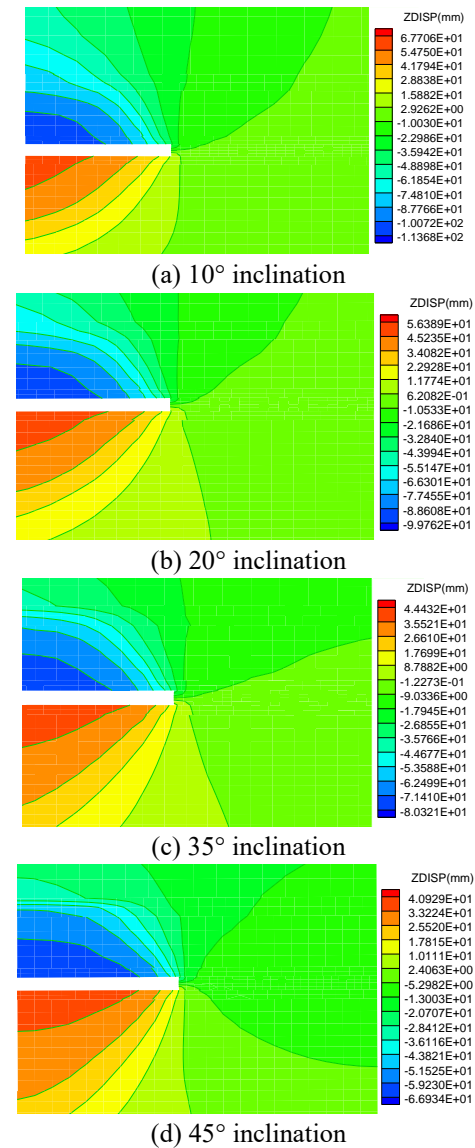 ZDISP(mm)
6.7706E+01
5.4750E+01
4.1794E+01
2.8838E+01
1.5882E+01
2.9262E+00
-1.0030E+01
-2.2986E+01
-3.5942E+01
-4.8898E+01
-6.1854E+01
-7.4810E+01
-8.7766E+01
-1.0072E+02
-1.1368E+02
(a) 10° inclination
ZDISP(mm)
5.6389E+01
4.5235E+01
3.4082E+01
2.2928E+01
1.1774E+01
6.2082E-01
-1.0533E+01
-2.1686E+01
-3.2840E+01
-4.3994E+01
-5.5147E+01
-6.6301E+01
-7.7455E+01
-8.8608E+01
-9.9762E+01
(b) 20° inclination
ZDISP(mm)
4.4432E+01
3.5521E+01
2.6610E+01
1.7699E+01
8.7882E+00
-1.2273E-01
-9.0336E+00
-1.7945E+01
-2.6855E+01
-3.5766E+01
-4.4677E+01
-5.3588E+01
-6.2499E+01
-7.1410E+01
-8.0321E+01
(c) 35° inclination
ZDISP(mm)
4.0929E+01
3.3224E+01
2.5520E+01
1.7815E+01
1.0111E+01
2.4063E+00
-5.2982E+00
-1.3003E+01
-2.0707E+01
-2.8412E+01
-3.6116E+01
-4.3821E+01
-5.1525E+01
-5.9230E+01
-6.6934E+01
(d) 45° inclination